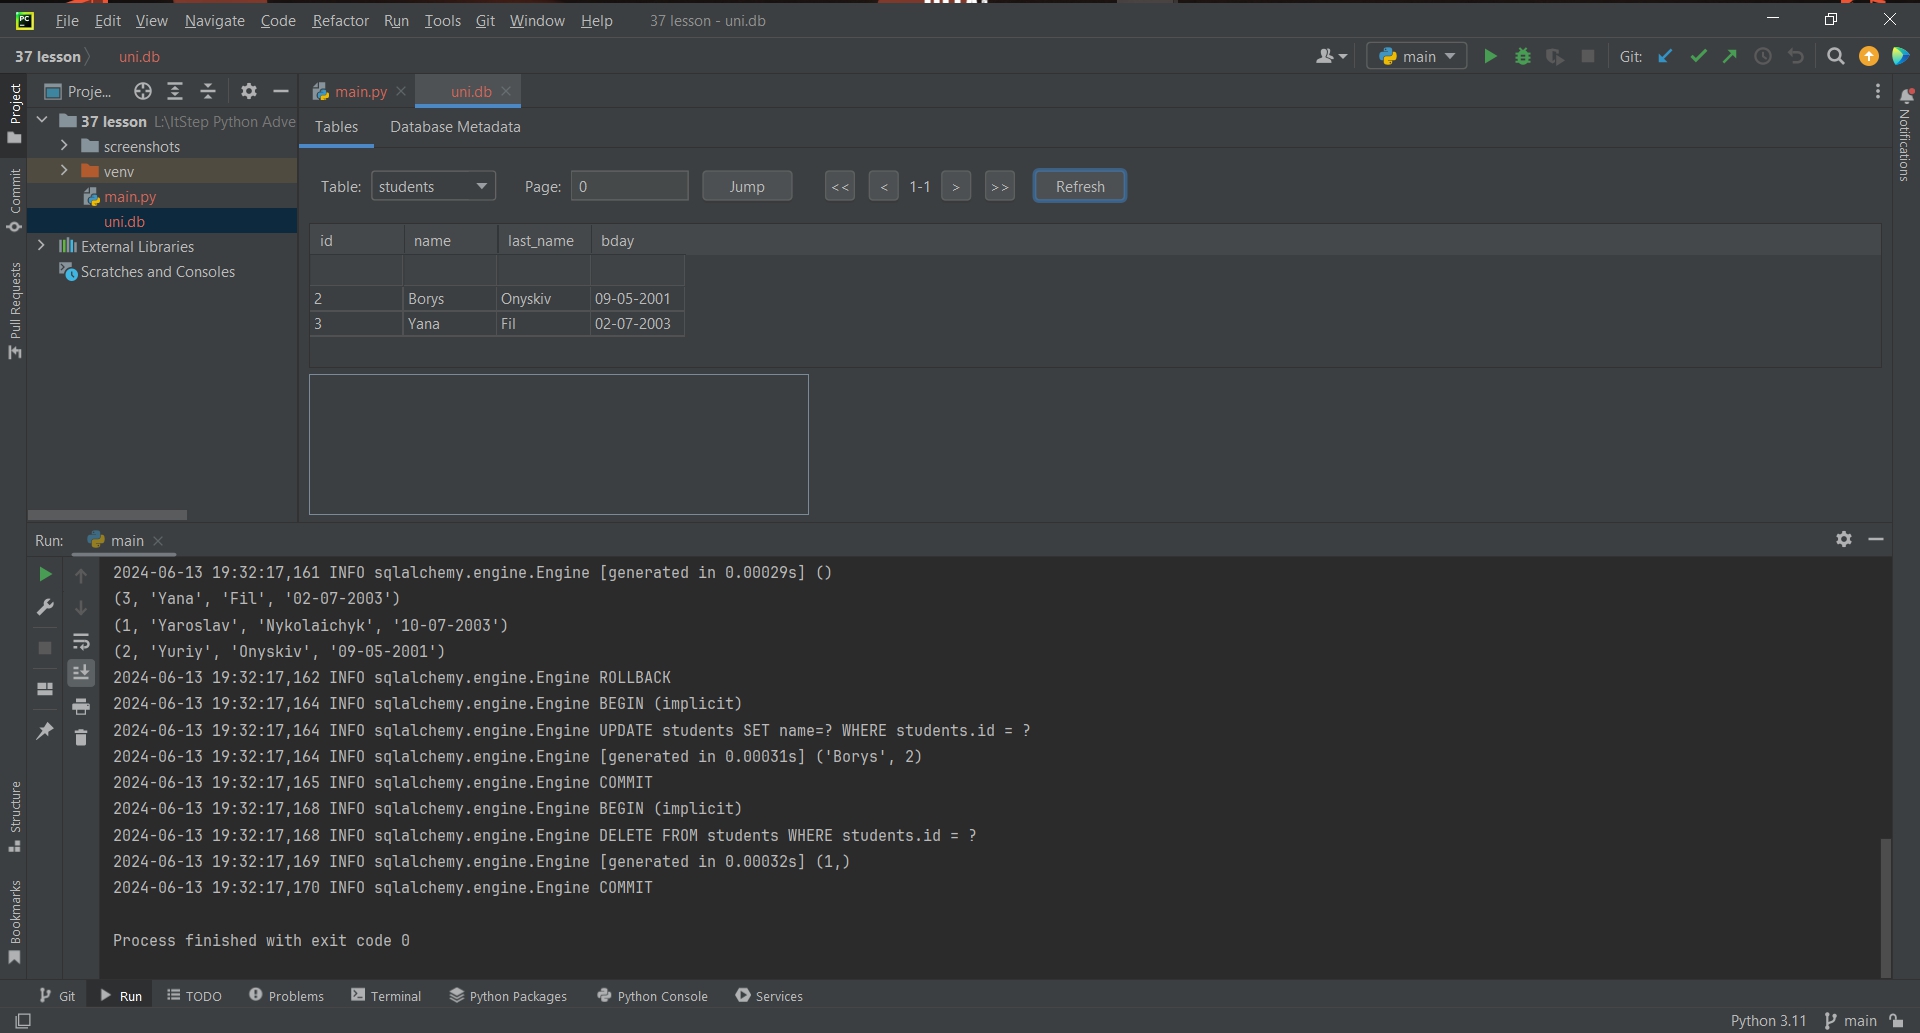 File Edit View Navigate Code Refactor Run Tools Git Window Help 37 lesson - uni.db
37 lesson uni.db main Git:
Project
Commit
Pull Requests
Structure
Bookmarks
Notifications
Proje...
37 lesson L:\ItStep Python Adve
screenshots
venv
main.py
uni.db
External Libraries
Scratches and Consoles
main.py uni.db
Tables Database Metadata
Table: students Page: 0 Jump << < 1-1 > >> Refresh
id name last_name bday
2 Borys Onyskiv 09-05-2001
3 Yana Fil 02-07-2003
Run: main
2024-06-13 19:32:17,161 INFO sqlalchemy.engine.Engine [generated in 0.00029s] ()
(3, 'Yana', 'Fil', '02-07-2003')
(1, 'Yaroslav', 'Nykolaichyk', '10-07-2003')
(2, 'Yuriy', 'Onyskiv', '09-05-2001')
2024-06-13 19:32:17,162 INFO sqlalchemy.engine.Engine ROLLBACK
2024-06-13 19:32:17,164 INFO sqlalchemy.engine.Engine BEGIN (implicit)
2024-06-13 19:32:17,164 INFO sqlalchemy.engine.Engine UPDATE students SET name=? WHERE students.id = ?
2024-06-13 19:32:17,164 INFO sqlalchemy.engine.Engine [generated in 0.00031s] ('Borys', 2)
2024-06-13 19:32:17,165 INFO sqlalchemy.engine.Engine COMMIT
2024-06-13 19:32:17,168 INFO sqlalchemy.engine.Engine BEGIN (implicit)
2024-06-13 19:32:17,168 INFO sqlalchemy.engine.Engine DELETE FROM students WHERE students.id = ?
2024-06-13 19:32:17,169 INFO sqlalchemy.engine.Engine [generated in 0.00032s] (1,)
2024-06-13 19:32:17,170 INFO sqlalchemy.engine.Engine COMMIT
Process finished with exit code 0
Git Run TODO Problems Terminal Python Packages Python Console Services
Python 3.11 main